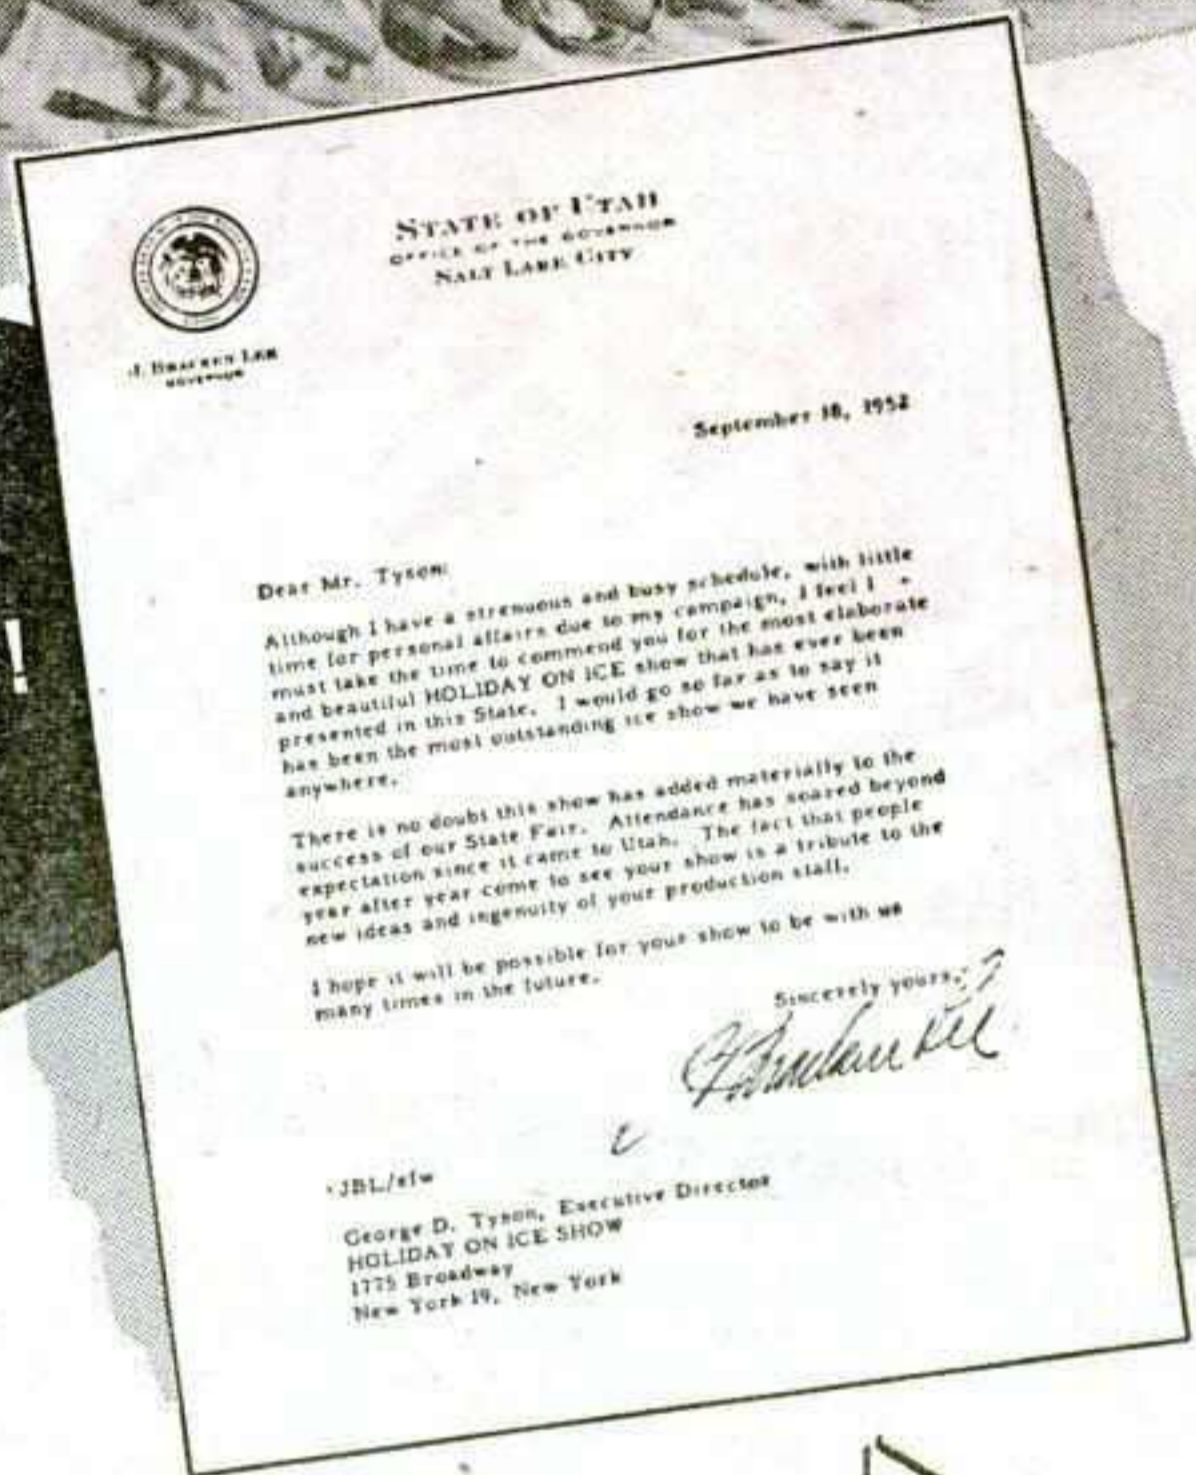 STATE OF UTAH
OFFICE OF THE GOVERNOR
SALT LAKE CITY
J. BRACKEN LEE
GOVERNOR
September 18, 1952
Dear Mr. Tyson:
Although I have a strenuous and busy schedule, with little
time for personal affairs due to my campaign, I feel I
must take the time to commend you for the most elaborate
and beautiful HOLIDAY ON ICE show that has ever been
presented in this State. I would go so far as to say it
has been the most outstanding ice show we have seen
anywhere.
There is no doubt this show has added materially to the
success of our State Fair. Attendance has soared beyond
expectation since it came to Utah. The fact that people
year after year come to see your show is a tribute to the
new ideas and ingenuity of your production staff.
I hope it will be possible for your show to be with us
many times in the future.
Sincerely yours,
J Bracken Lee
JBL/efw
George D. Tyson, Executive Director
HOLIDAY ON ICE SHOW
1775 Broadway
New York 19, New York
!